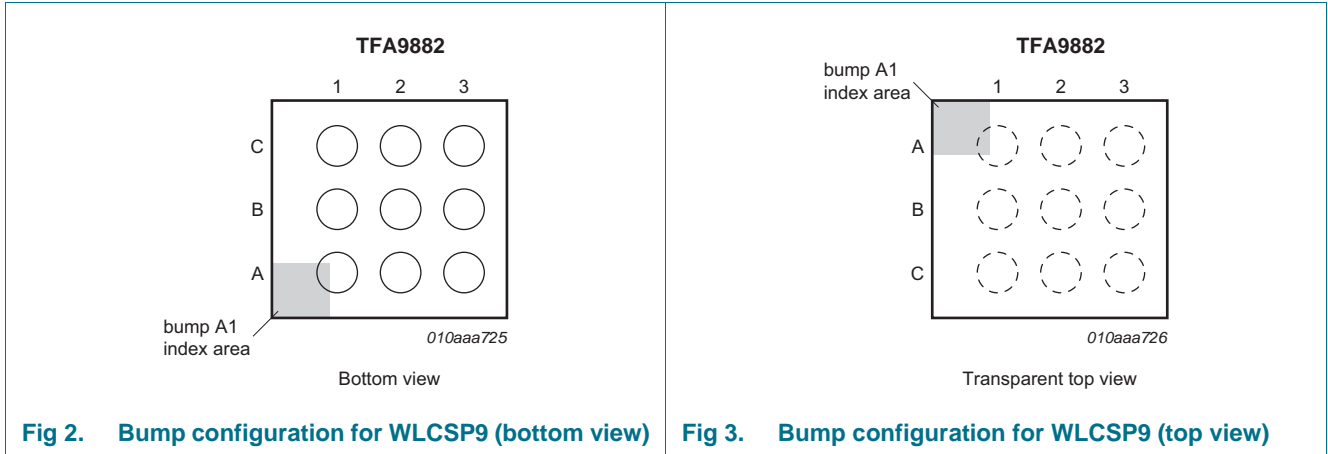 TFA9882
1 2 3
C
B
A
bump A1
index area
010aaa725
Bottom view
Fig 2. Bump configuration for WLCSP9 (bottom view)
TFA9882
bump A1
index area
1 2 3
A
B
C
010aaa726
Transparent top view
Fig 3. Bump configuration for WLCSP9 (top view)